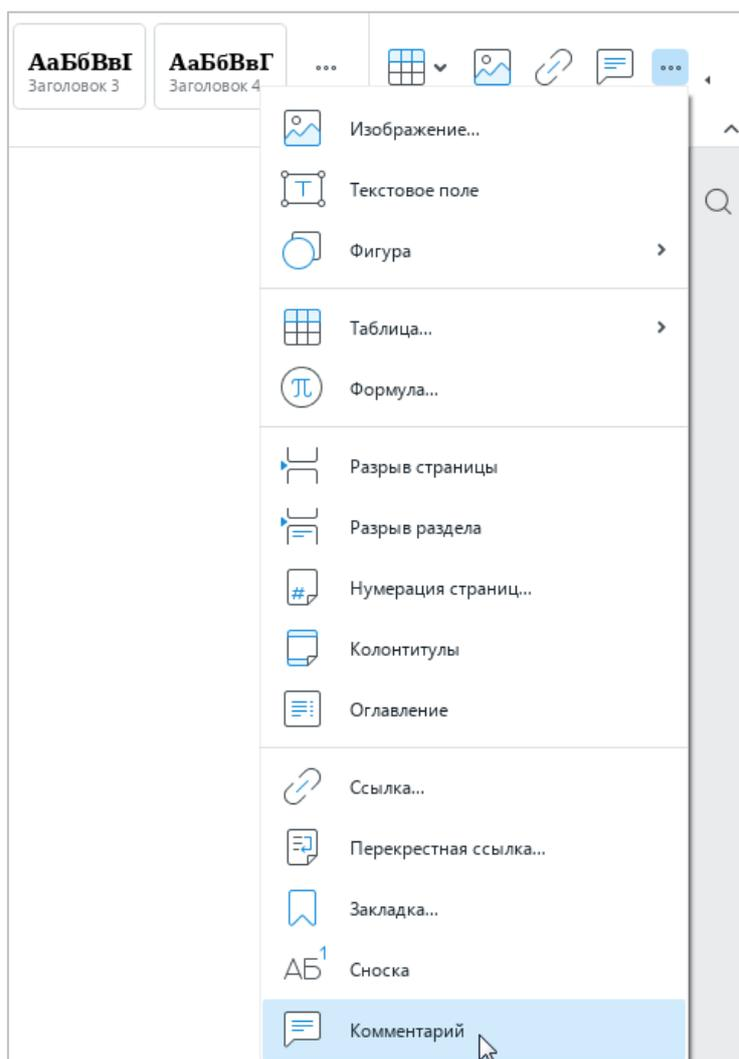 АаБбВвІ АаБбВвГ
Заголовок 3 Заголовок 4
Изображение...
Текстовое поле
Фигура
Таблица...
Формула...
Разрыв страницы
Разрыв раздела
Нумерация страниц...
Колонтитулы
Оглавление
Ссылка...
Перекрестная ссылка...
Закладка...
АБ1 Сноска
Комментарий